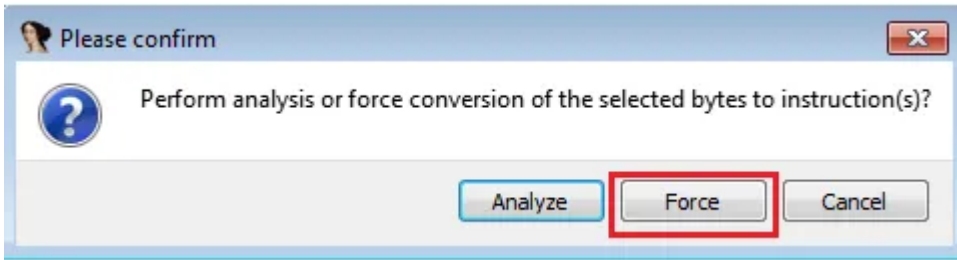 Please confirm
Perform analysis or force conversion of the selected bytes to instruction(s)?
Analyze Force Cancel